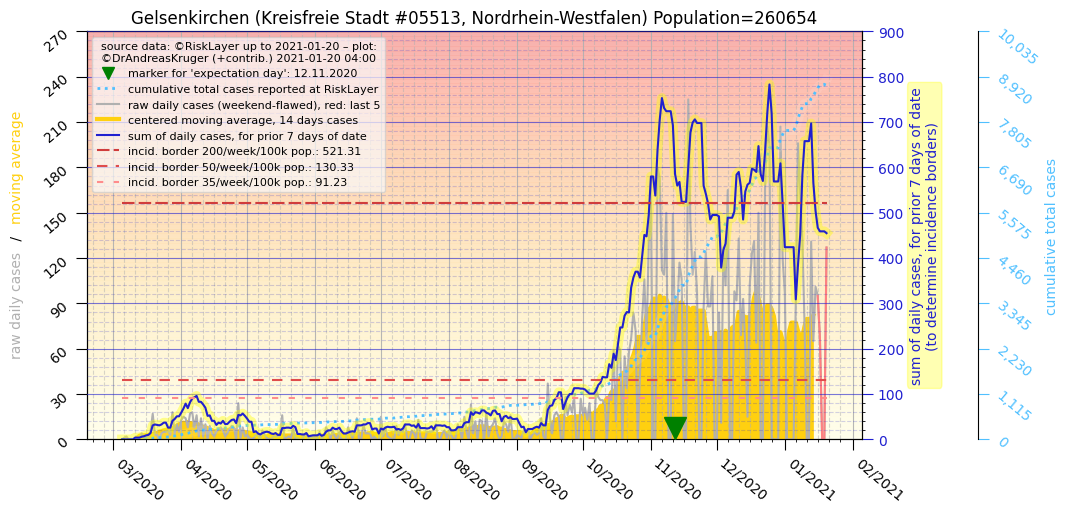 Gelsenkirchen (Kreisfreie Stadt #05513, Nordrhein-Westfalen) Population=260654
source data: ©RiskLayer up to 2021-01-20 – plot:
©DrAndreasKruger (+contrib.) 2021-01-20 04:00
marker for 'expectation day': 12.11.2020
cumulative total cases reported at RiskLayer
raw daily cases (weekend-flawed), red: last 5
centered moving average, 14 days cases
sum of daily cases, for prior 7 days of date
incid. border 200/week/100k pop.: 521.31
incid. border 50/week/100k pop.: 130.33
incid. border 35/week/100k pop.: 91.23
raw daily cases / moving average
270
240
210
180
150
120
90
60
30
0
03/2020
04/2020
05/2020
06/2020
07/2020
08/2020
09/2020
10/2020
11/2020
12/2020
01/2021
02/2021
900
800
700
600
500
400
300
200
100
0
sum of daily cases, for prior 7 days of date
(to determine incidence borders)
10,035
8,920
7,805
6,690
5,575
4,460
3,345
2,230
1,115
0
cumulative total cases